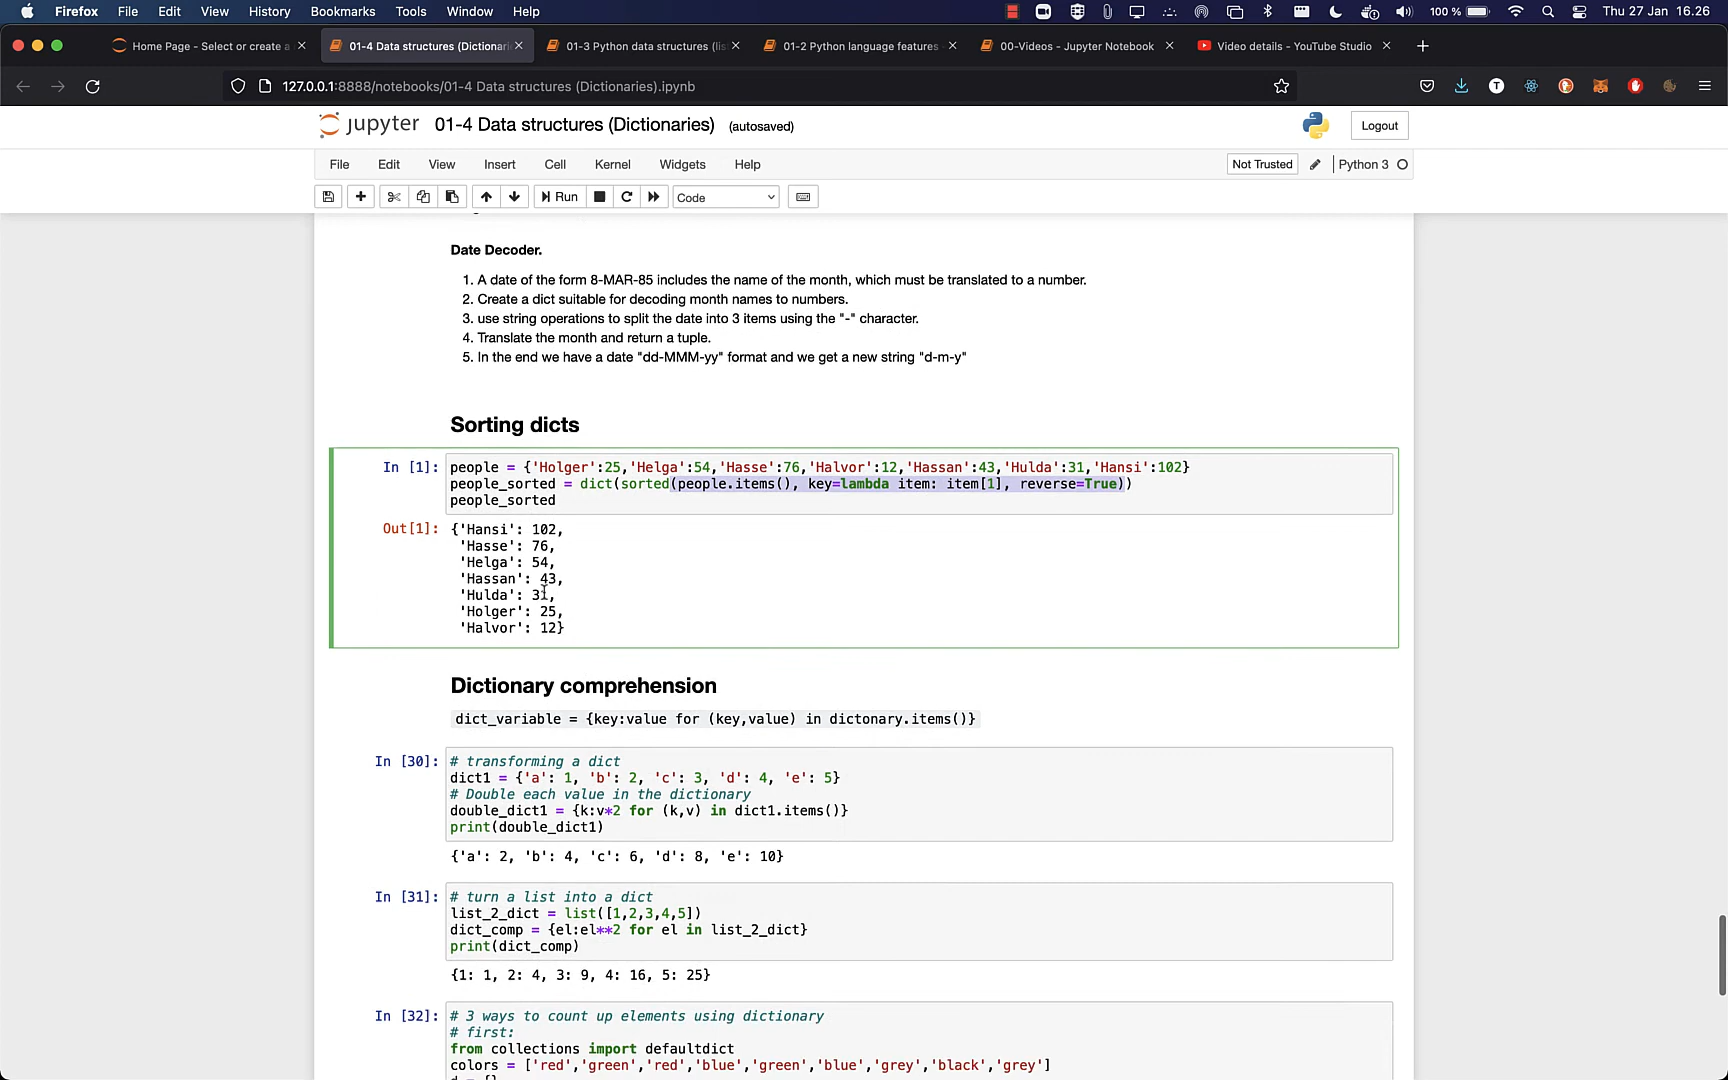 Firefox File Edit View History Bookmarks Tools Window Help 100 % Thu 27 Jan 16.26
Home Page - Select or create a 01-4 Data structures (Dictionari 01-3 Python data structures (lis 01-2 Python language features 00-Videos - Jupyter Notebook Video details - YouTube Studio
127.0.0.1:8888/notebooks/01-4 Data structures (Dictionaries).ipynb
jupyter 01-4 Data structures (Dictionaries) (autosaved) Logout
File Edit View Insert Cell Kernel Widgets Help Not Trusted Python 3
Run Code
Date Decoder.
1. A date of the form 8-MAR-85 includes the name of the month, which must be translated to a number.
2. Create a dict suitable for decoding month names to numbers.
3. use string operations to split the date into 3 items using the "-" character.
4. Translate the month and return a tuple.
5. In the end we have a date "dd-MMM-yy" format and we get a new string "d-m-y"
Sorting dicts
In [1]: people = {'Holger':25,'Helga':54,'Hasse':76,'Halvor':12,'Hassan':43,'Hulda':31,'Hansi':102}
people_sorted = dict(sorted(people.items(), key=lambda item: item[1], reverse=True))
people_sorted
Out[1]: {'Hansi': 102,
'Hasse': 76,
'Helga': 54,
'Hassan': 43,
'Hulda': 31,
'Holger': 25,
'Halvor': 12}
Dictionary comprehension
dict_variable = {key:value for (key,value) in dictonary.items()}
In [30]: # transforming a dict
dict1 = {'a': 1, 'b': 2, 'c': 3, 'd': 4, 'e': 5}
# Double each value in the dictionary
double_dict1 = {k:v*2 for (k,v) in dict1.items()}
print(double_dict1)
{'a': 2, 'b': 4, 'c': 6, 'd': 8, 'e': 10}
In [31]: # turn a list into a dict
list_2_dict = list([1,2,3,4,5])
dict_comp = {el:el**2 for el in list_2_dict}
print(dict_comp)
{1: 1, 2: 4, 3: 9, 4: 16, 5: 25}
In [32]: # 3 ways to count up elements using dictionary
# first:
from collections import defaultdict
colors = ['red','green','red','blue','green','blue','grey','black','grey']